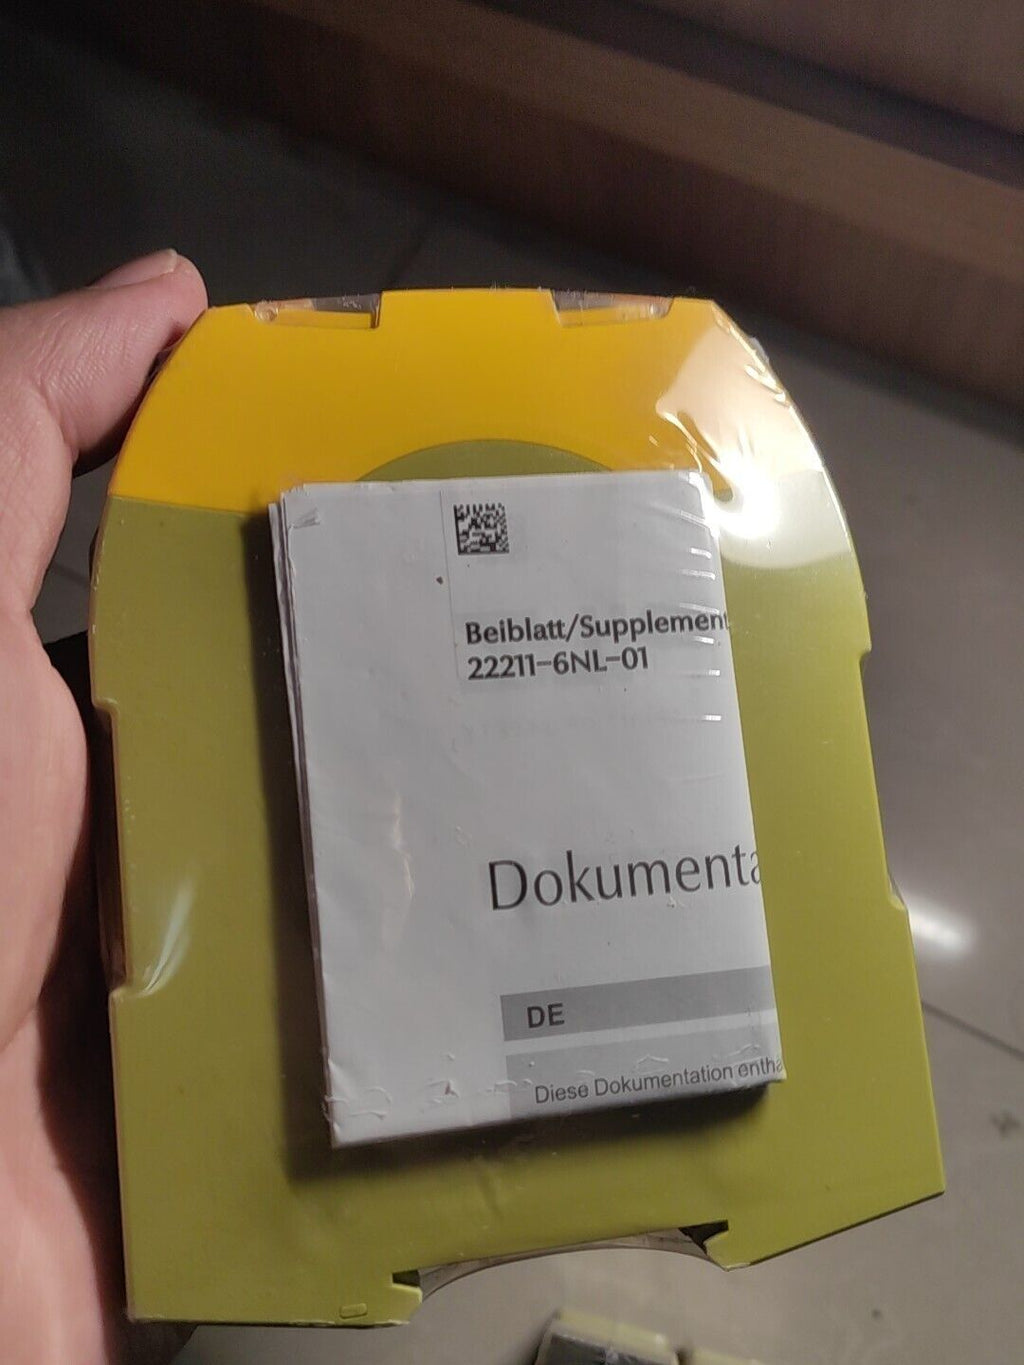 Beiblatt/Supplement
22211-6NL-01
Dokumenta
DE
Diese Dokumentation entha